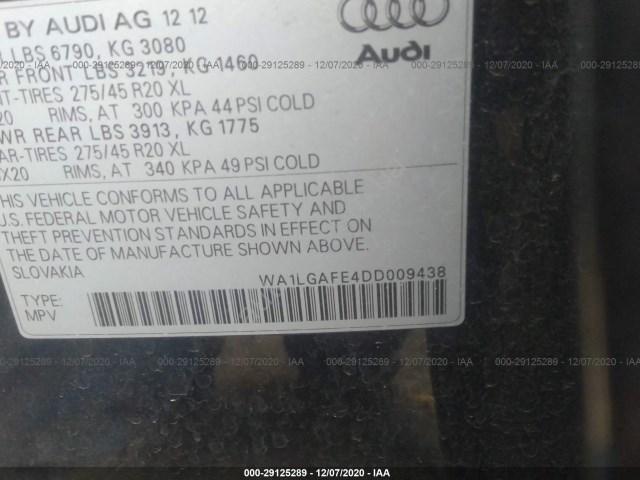 BY AUDI AG 12 12
LBS 6790, KG 3080
R FRONT LBS 3219, KG 1460
NT-TIRES 275/45 R20 XL
20 RIMS, AT 300 KPA 44 PSI COLD
WR REAR LBS 3913, KG 1775
AR-TIRES 275/45 R20 XL
X20 RIMS, AT 340 KPA 49 PSI COLD
THIS VEHICLE CONFORMS TO ALL APPLICABLE
U.S. FEDERAL MOTOR VEHICLE SAFETY AND
THEFT PREVENTION STANDARDS IN EFFECT ON
THE DATE OF MANUFACTURE SHOWN ABOVE.
SLOVAKIA
WA1LGAFE4DD009438
TYPE:
MPV
Audi
000-29125289 - 12/07/2020 - IAA